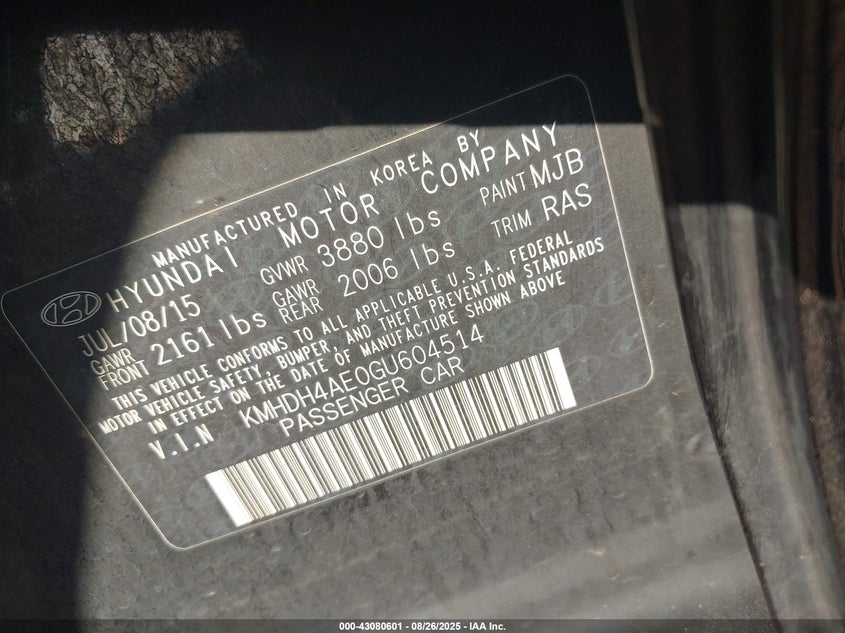 MANUFACTURED IN KOREA BY
HYUNDAI MOTOR COMPANY
JUL/08/15 GVWR 3880 lbs PAINT MJB
GAWR FRONT 2161 lbs GAWR REAR 2006 lbs TRIM RAS
THIS VEHICLE CONFORMS TO ALL APPLICABLE U.S.A. FEDERAL
MOTOR VEHICLE SAFETY, BUMPER, AND THEFT PREVENTION STANDARDS
IN EFFECT ON THE DATE OF MANUFACTURE SHOWN ABOVE
V.I.N KMHDH4AE0GU604514
PASSENGER CAR
000-43080601 - 08/26/2025 - IAA Inc.